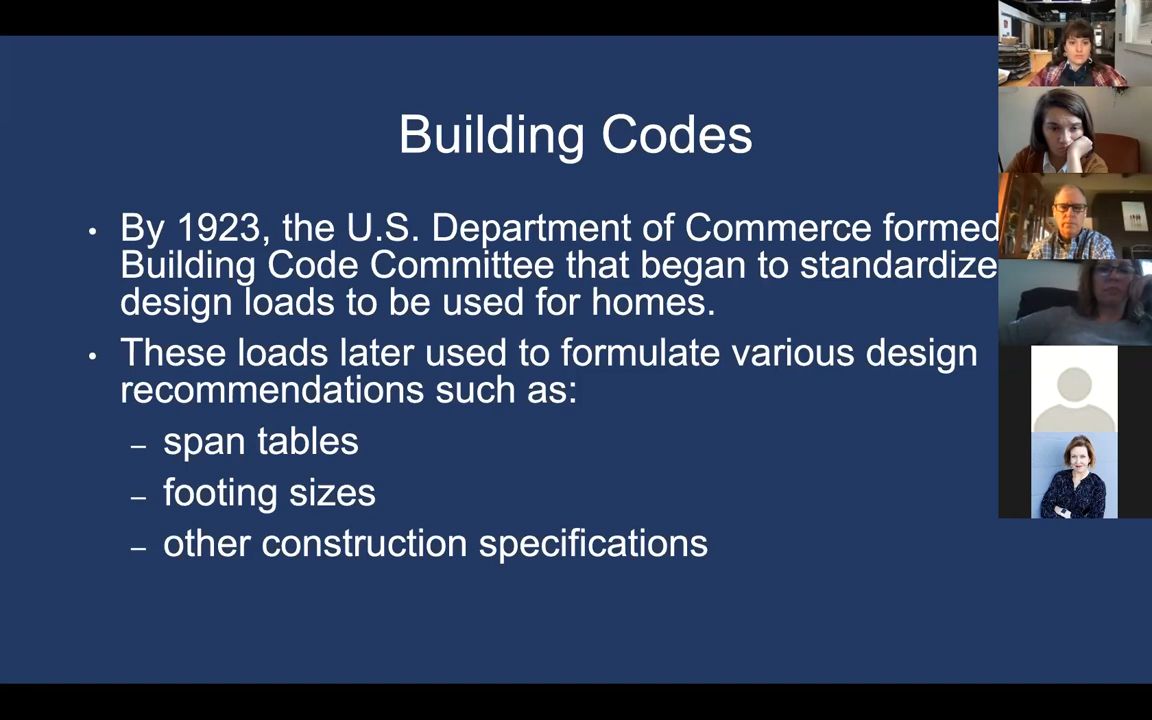 Building Codes
• By 1923, the U.S. Department of Commerce formed
Building Code Committee that began to standardize
design loads to be used for homes.
• These loads later used to formulate various design
recommendations such as:
– span tables
– footing sizes
– other construction specifications